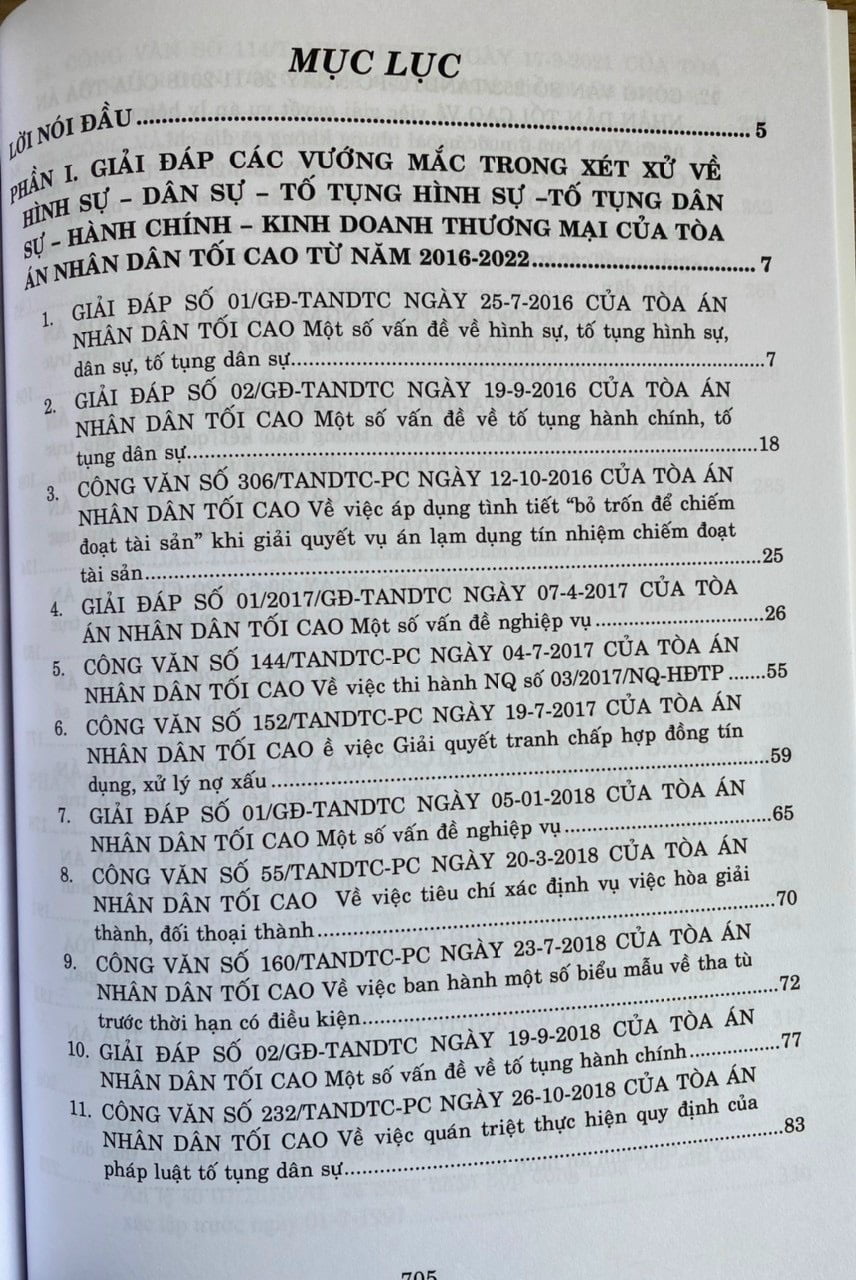 MỤC LỤC
LỜI NÓI ĐẦU.......................................................5
PHẦN I. GIẢI ĐÁP CÁC VƯỚNG MẮC TRONG XÉT XỬ VỀ
HÌNH SỰ – DÂN SỰ – TỐ TỤNG HÌNH SỰ –TỐ TỤNG DÂN
SỰ – HÀNH CHÍNH – KINH DOANH THƯƠNG MẠI CỦA TÒA
ÁN NHÂN DÂN TỐI CAO TỪ NĂM 2016-2022..............................7
1. GIẢI ĐÁP SỐ 01/GĐ-TANDTC NGÀY 25-7-2016 CỦA TÒA ÁN
NHÂN DÂN TỐI CAO Một số vấn đề về hình sự, tố tụng hình sự,
dân sự, tố tụng dân sự..................................................7
2. GIẢI ĐÁP SỐ 02/GĐ-TANDTC NGÀY 19-9-2016 CỦA TÒA ÁN
NHÂN DÂN TỐI CAO Một số vấn đề về tố tụng hành chính, tố
tụng dân sự..................................................18
3. CÔNG VĂN SỐ 306/TANDTC-PC NGÀY 12-10-2016 CỦA TÒA ÁN
NHÂN DÂN TỐI CAO Về việc áp dụng tình tiết “bỏ trốn để chiếm
đoạt tài sản” khi giải quyết vụ án lạm dụng tín nhiệm chiếm đoạt
tài sản..................................................25
4. GIẢI ĐÁP SỐ 01/2017/GĐ-TANDTC NGÀY 07-4-2017 CỦA TÒA
ÁN NHÂN DÂN TỐI CAO Một số vấn đề nghiệp vụ..............................26
5. CÔNG VĂN SỐ 144/TANDTC-PC NGÀY 04-7-2017 CỦA TÒA ÁN
NHÂN DÂN TỐI CAO Về việc thi hành NQ số 03/2017/NQ-HĐTP .......55
6. CÔNG VĂN SỐ 152/TANDTC-PC NGÀY 19-7-2017 CỦA TÒA ÁN
NHÂN DÂN TỐI CAO ề việc Giải quyết tranh chấp hợp đồng tín
dụng, xử lý nợ xấu..................................................59
7. GIẢI ĐÁP SỐ 01/GĐ-TANDTC NGÀY 05-01-2018 CỦA TÒA ÁN
NHÂN DÂN TỐI CAO Một số vấn đề nghiệp vụ..............................65
8. CÔNG VĂN SỐ 55/TANDTC-PC NGÀY 20-3-2018 CỦA TÒA ÁN
NHÂN DÂN TỐI CAO Về việc tiêu chí xác định vụ việc hòa giải
thành, đối thoại thành..................................................70
9. CÔNG VĂN SỐ 160/TANDTC-PC NGÀY 23-7-2018 CỦA TÒA ÁN
NHÂN DÂN TỐI CAO Về việc ban hành một số biểu mẫu về tha tù
trước thời hạn có điều kiện..................................................72
10. GIẢI ĐÁP SỐ 02/GĐ-TANDTC NGÀY 19-9-2018 CỦA TÒA ÁN
NHÂN DÂN TỐI CAO Một số vấn đề về tố tụng hành chính...............77
11. CÔNG VĂN SỐ 232/TANDTC-PC NGÀY 26-10-2018 CỦA TÒA ÁN
NHÂN DÂN TỐI CAO Về việc quán triệt thực hiện quy định của
pháp luật tố tụng dân sự..................................................83
705